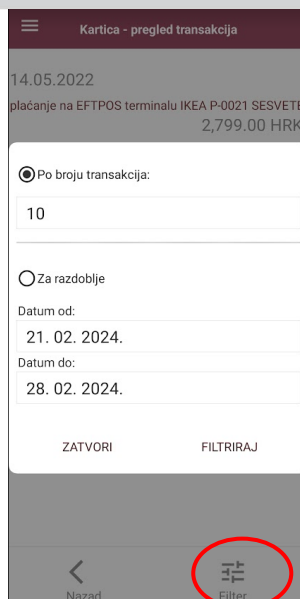 Kartica - pregled transakcija
14.05.2022
plaćanje na EFTPOS terminalu IKEA P-0021 SESVETE
2,799.00 HRK
Po broju transakcija:
10
Za razdoblje
Datum od:
21. 02. 2024.
Datum do:
28. 02. 2024.
ZATVORI FILTRIRAJ
Nazad Filter